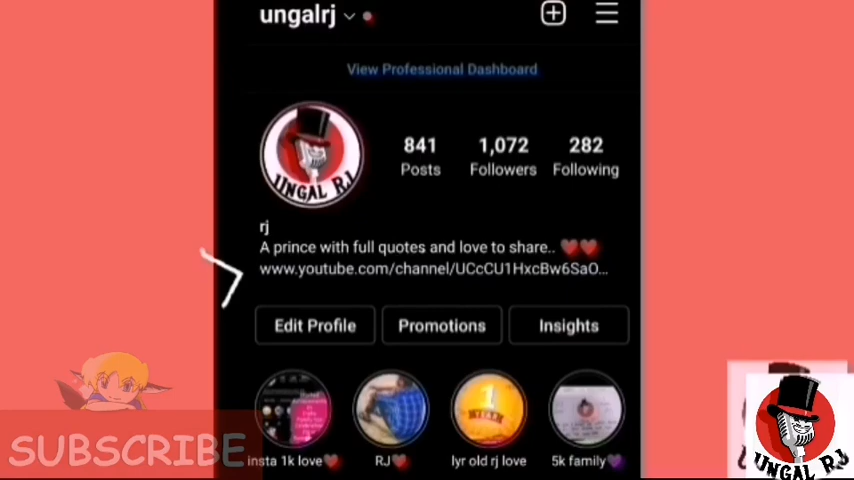 ungalrj
View Professional Dashboard
841 1,072 282
Posts Followers Following
UNGAL RJ
rj
A prince with full quotes and love to share.. ❤❤
www.youtube.com/channel/UCcCU1HxcBw6SaO...
Edit Profile Promotions Insights
insta 1k love❤ RJ❤ lyr old rj love 5k family💜
SUBSCRIBE
UNGAL RJ